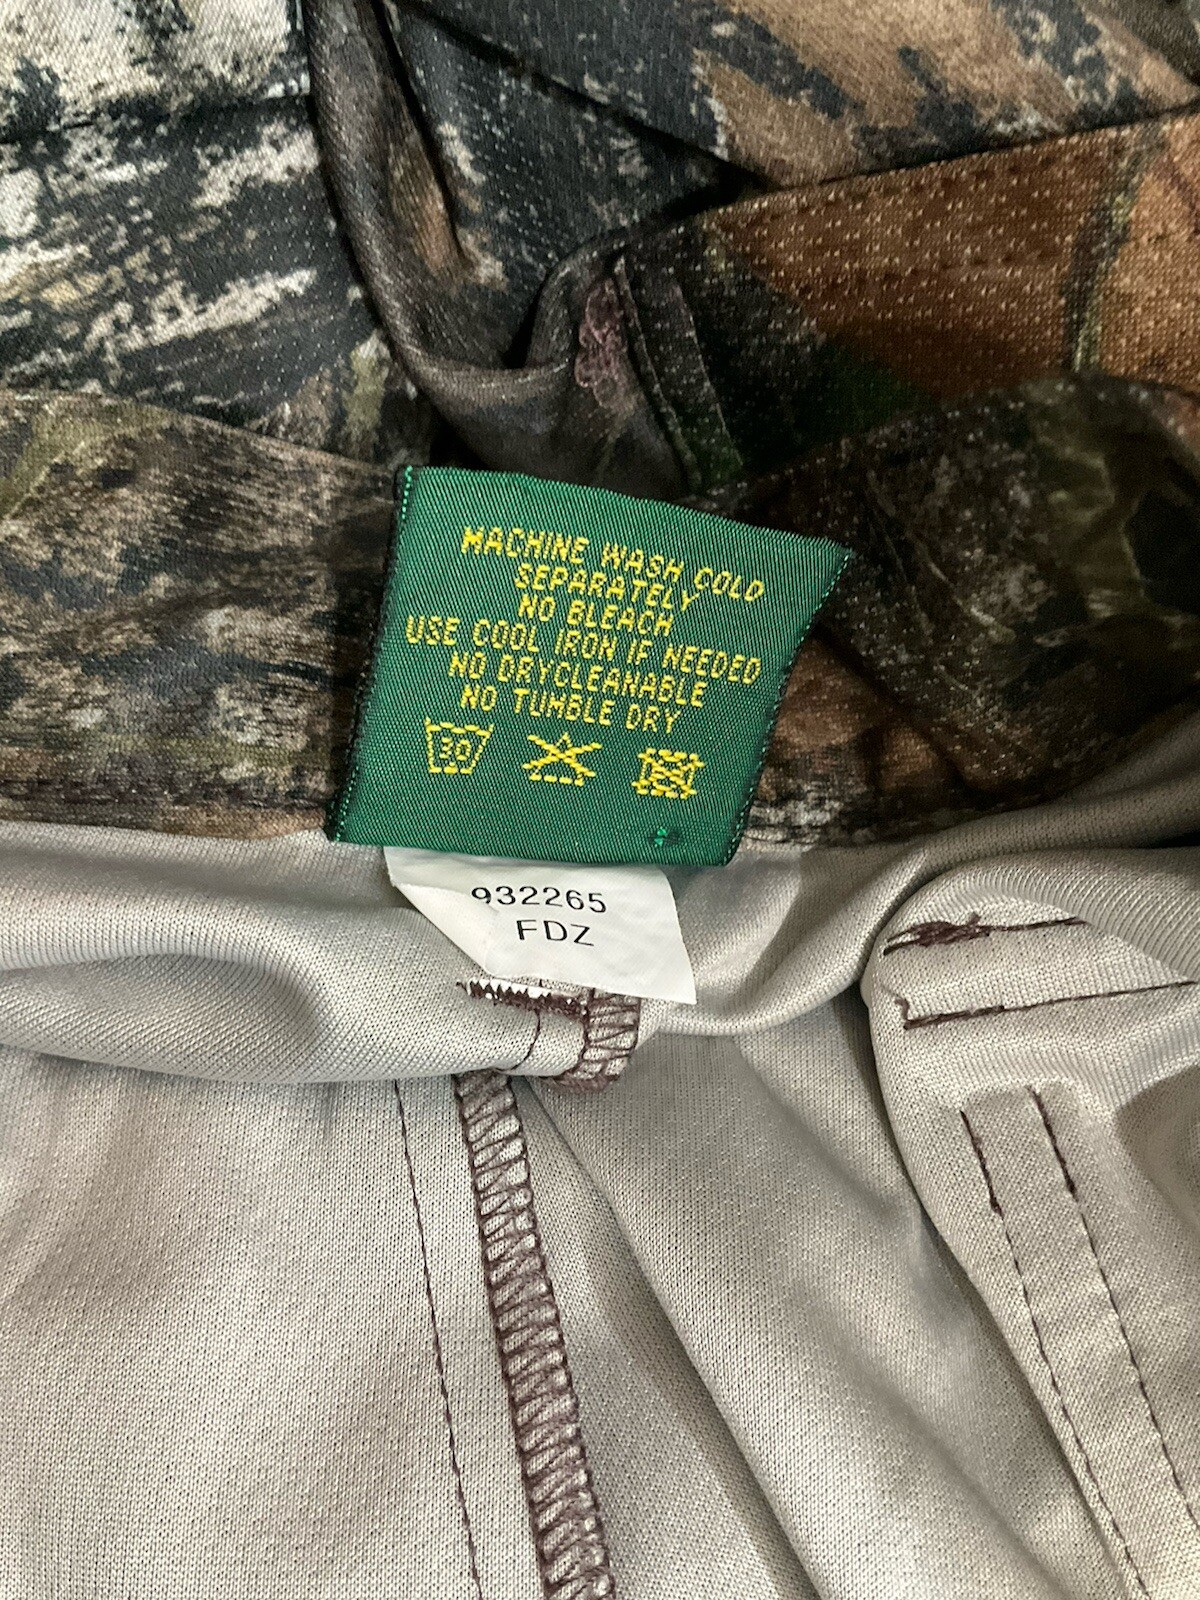 MACHINE WASH COLD
SEPARATELY
NO BLEACH
USE COOL IRON IF NEEDED
NO DRYCLEANABLE
NO TUMBLE DRY
30
932265
FDZ